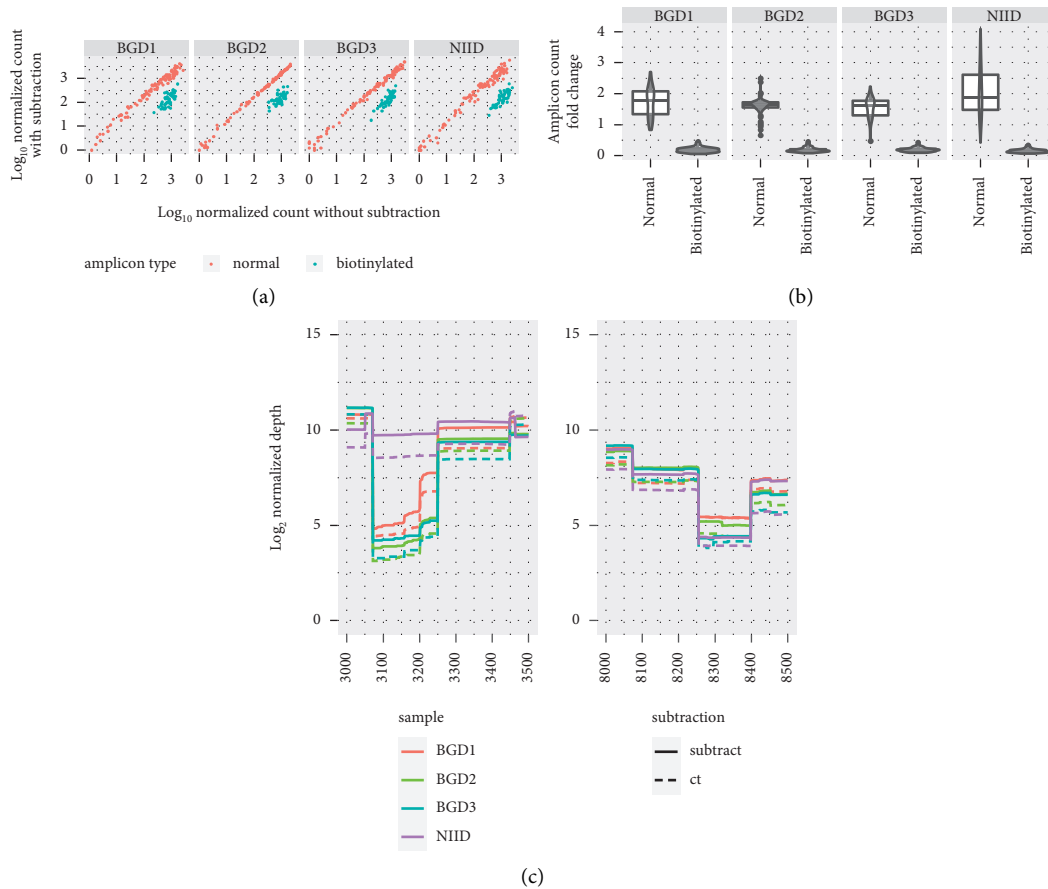 BGD1 BGD2 BGD3 NIID
Log10 normalized count
with subtraction
3
2
1
0
0 1 2 3 0 1 2 3 0 1 2 3 0 1 2 3
Log10 normalized count without subtraction
amplicon type normal biotinylated
(a)
BGD1 BGD2 BGD3 NIID
Amplicon count
fold change
4
3
2
1
0
Normal Biotinylated Normal Biotinylated Normal Biotinylated Normal Biotinylated
(b)
Log2 normalized depth
15
10
5
0
3000 3100 3200 3300 3400 3500
15
10
5
0
8000 8100 8200 8300 8400 8500
sample
BGD1
BGD2
BGD3
NIID
subtraction
subtract
ct
(c)